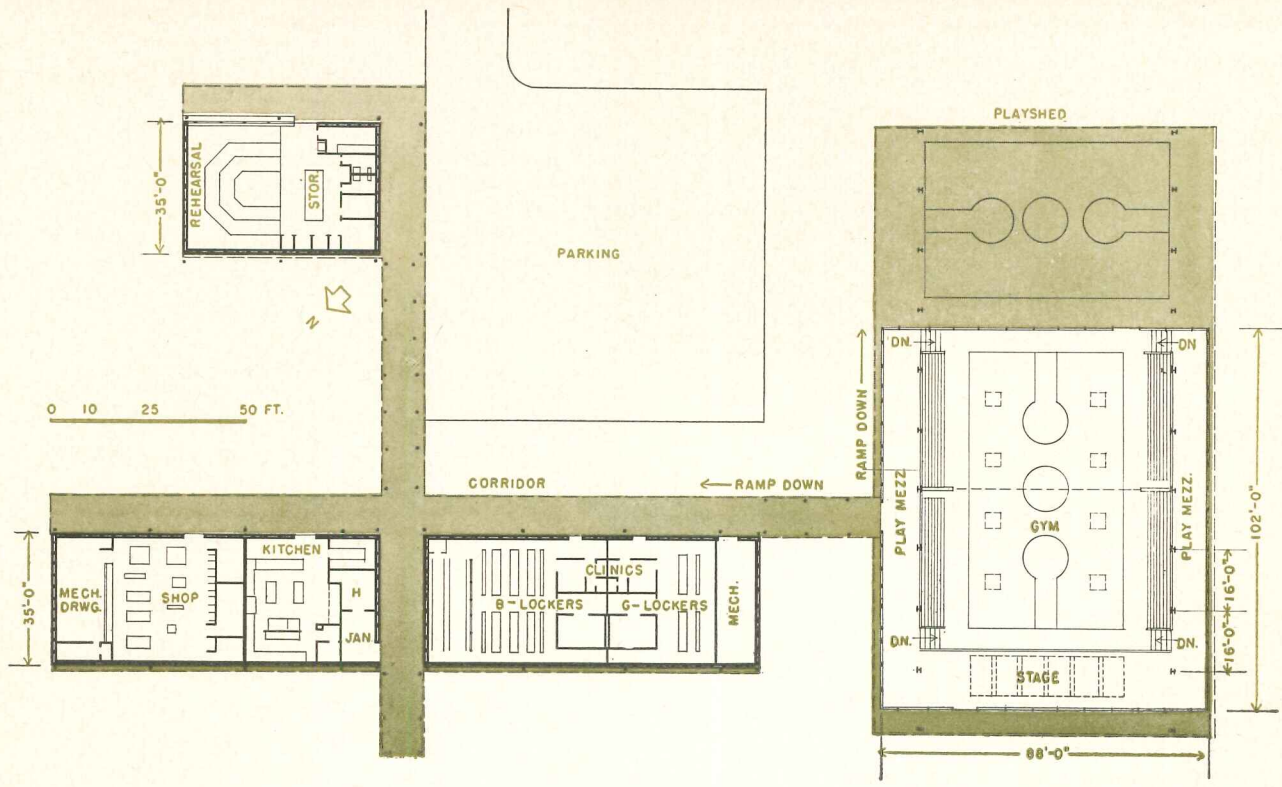 PLAYSHED
35'-0"
REHEARSAL
STOR.
PARKING
N
DN.
DN
0 10 25 50 FT.
RAMP DOWN
CORRIDOR
RAMP DOWN
PLAY MEZZ.
GYM
PLAY MEZZ.
102'-0"
35'-0"
MECH.
DRWG.
SHOP
KITCHEN
H
JAN.
CLINICS
B-LOCKERS
G-LOCKERS
MECH.
16'-0"
16'-0"
DN.
DN.
STAGE
88'-0"